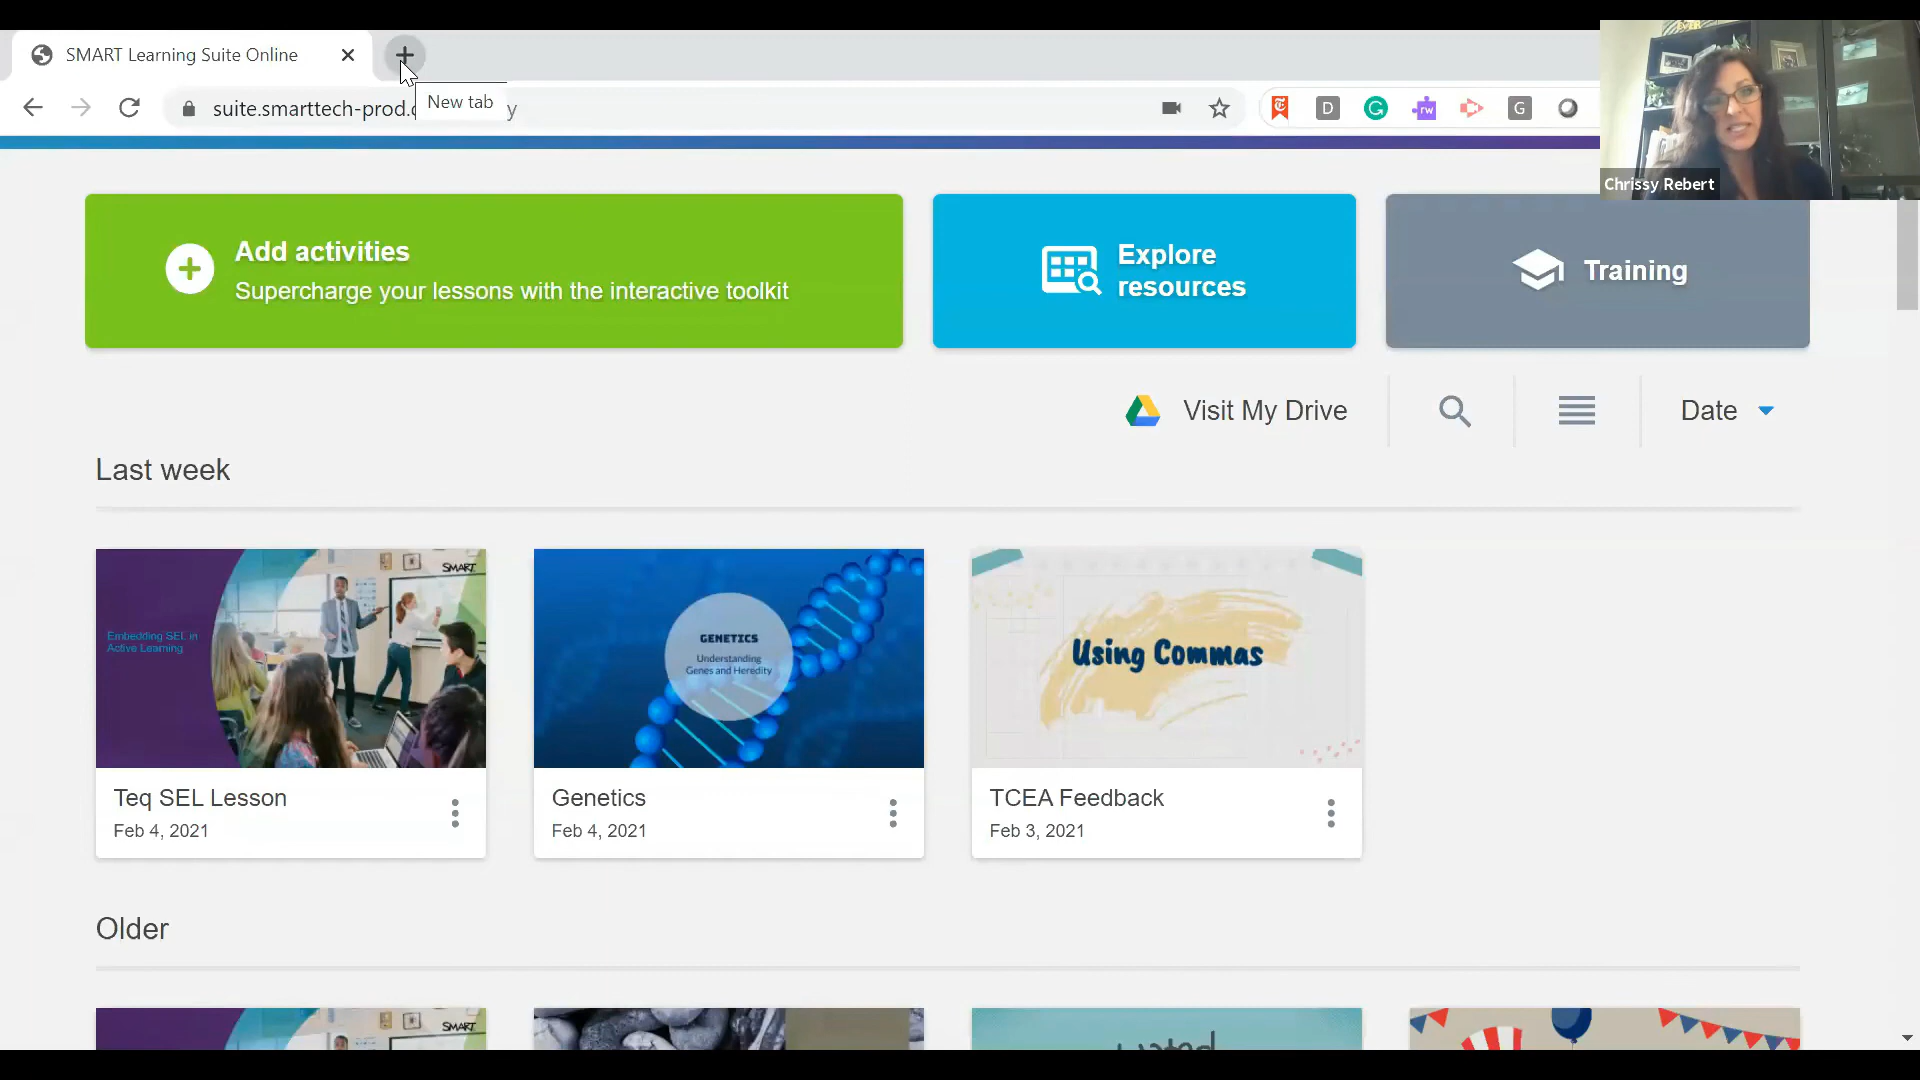 SMART Learning Suite Online
New tab
suite.smarttech-prod.
y
D
G
rw
G
Chrissy Rebert
Add activities
Supercharge your lessons with the interactive toolkit
Explore
resources
Training
Visit My Drive
Date
Last week
SMART
Embedding SEL in
Active Learning
GENETICS
Understanding
Genes and Heredity
Using Commas
Teq SEL Lesson
Feb 4, 2021
Genetics
Feb 4, 2021
TCEA Feedback
Feb 3, 2021
Older
SMART